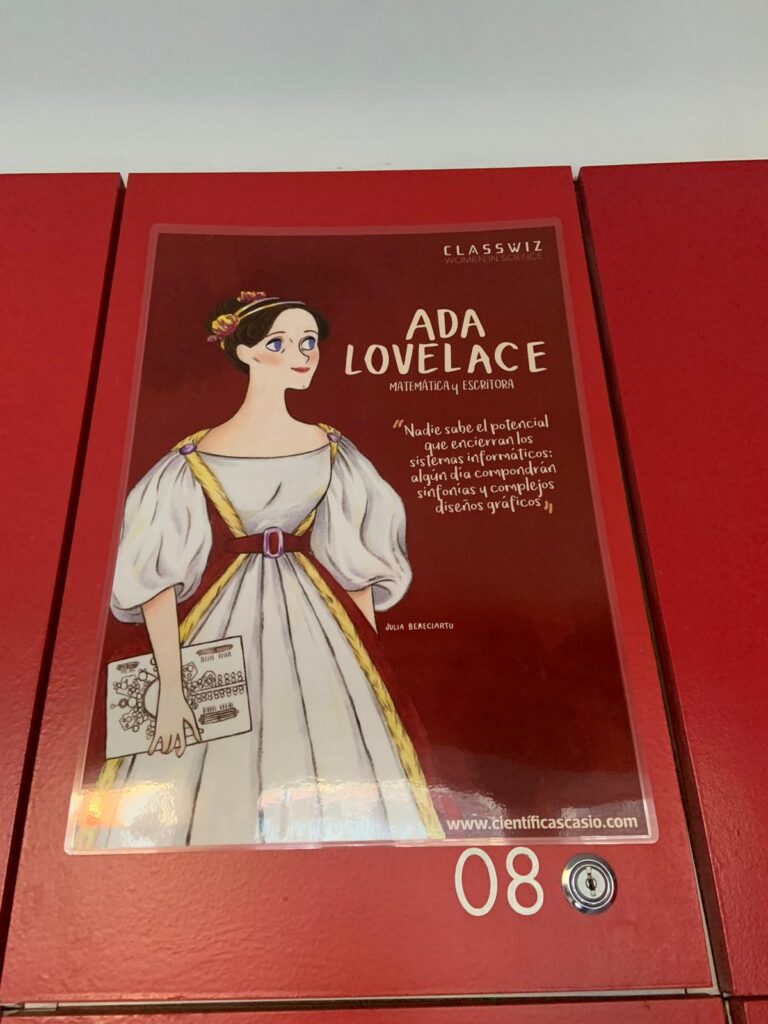 CLASSWIZ
WOMEN IN SCIENCE
ADA
LOVELACE
MATEMÁTICA y ESCRITORA
"Nadie sabe el potencial
que encierran los
sistemas informáticos:
algún día compondrán
sinfonías y complejos
diseños gráficos"
JULIA BERECIARTU
www.científicascasio.com
08